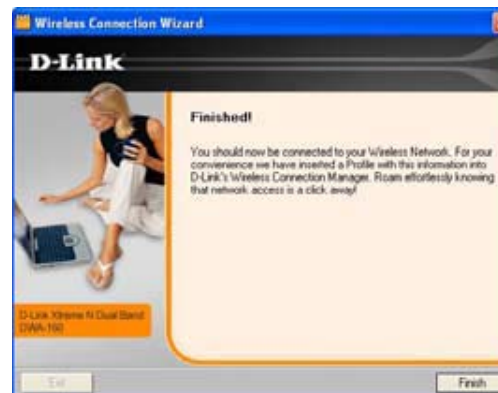 Wireless Connection Wizard
D-Link
Finished!
You should now be connected to your Wireless Network. For your
convenience we have inserted a Profile with this information into
D-Link's Wireless Connection Manager. Roam effortlessly knowing
that network access is a click away!
D-Link Xtreme N Dual Band
DWA-160
Exit
Finish